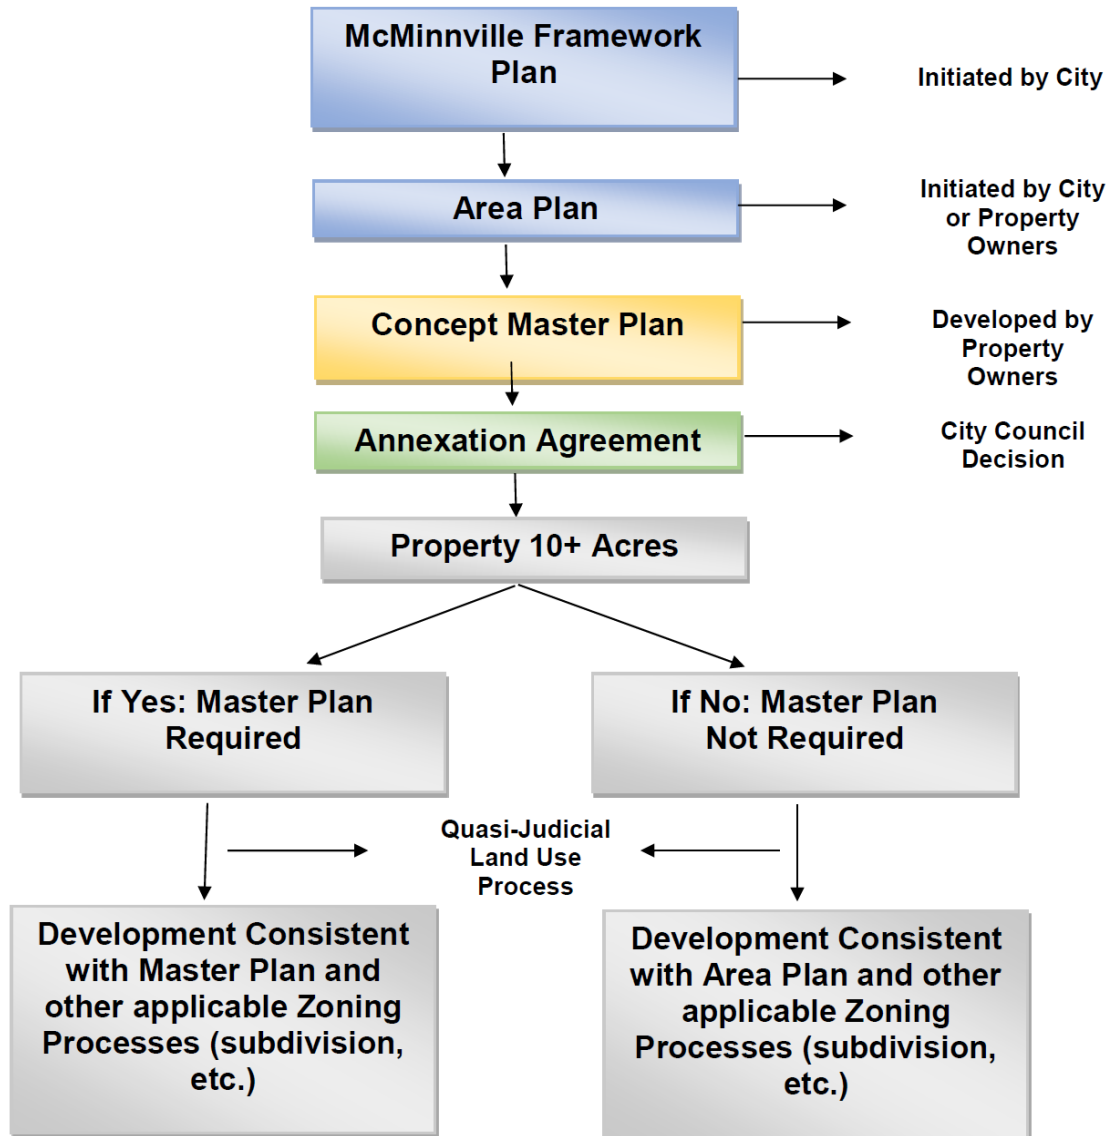 McMinnville Framework
Plan
Initiated by City
Area Plan
Initiated by City
or Property
Owners
Concept Master Plan
Developed by
Property
Owners
Annexation Agreement
City Council
Decision
Property 10+ Acres
If Yes: Master Plan
Required
If No: Master Plan
Not Required
Quasi-Judicial
Land Use
Process
Development Consistent
with Master Plan and
other applicable Zoning
Processes (subdivision,
etc.)
Development Consistent
with Area Plan and other
applicable Zoning
Processes (subdivision,
etc.)